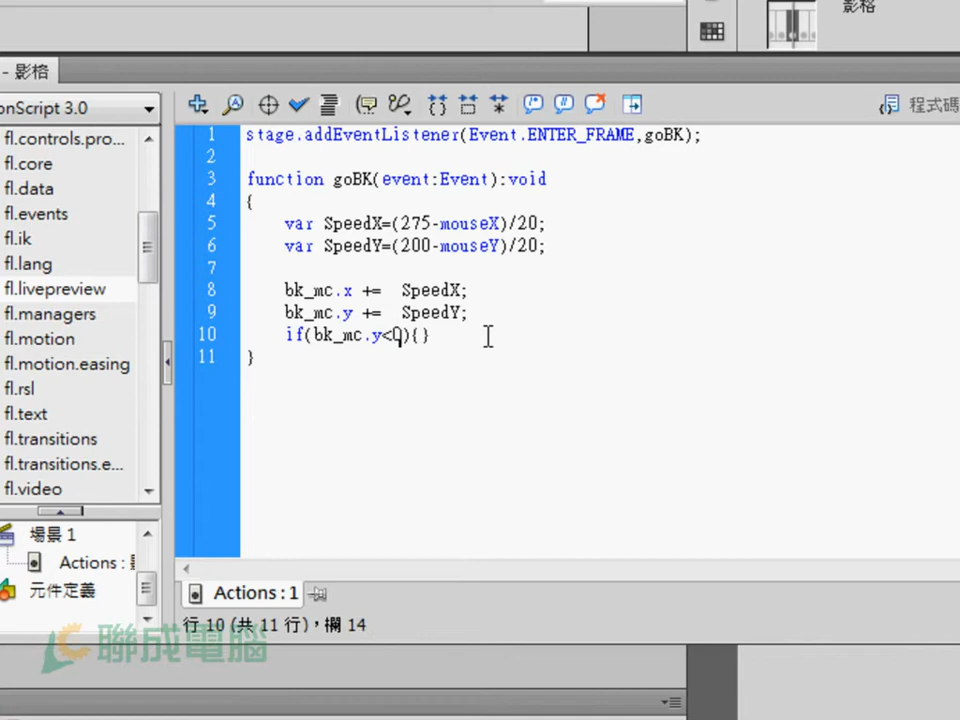 影格
- 影格
onScript 3.0
程式碼
fl.controls.pro...
fl.core
fl.data
fl.events
fl.ik
fl.lang
fl.livepreview
fl.managers
fl.motion
fl.motion.easing
fl.rsl
fl.text
fl.transitions
fl.transitions.e...
fl.video
1 stage.addEventListener(Event.ENTER_FRAME,goBK);
2
3 function goBK(event:Event):void
4 {
5 var SpeedX=(275-mouseX)/20;
6 var SpeedY=(200-mouseY)/20;
7
8 bk_mc.x += SpeedX;
9 bk_mc.y += SpeedY;
10 if(bk_mc.y<0){}
11 }
場景 1
Actions :
元件定義
Actions : 1
行 10 (共 11 行)，欄 14
聯成電腦